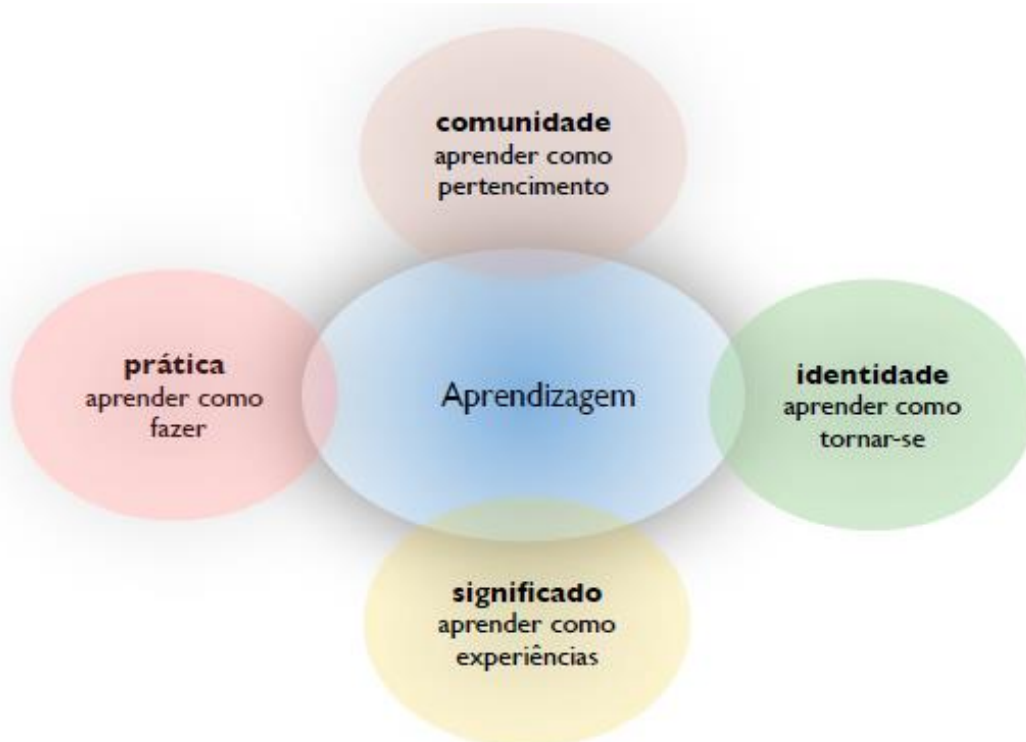 comunidade
aprender como
pertencimento
prática
aprender como
fazer
Aprendizagem
identidade
aprender como
tornar-se
significado
aprender como
experiências